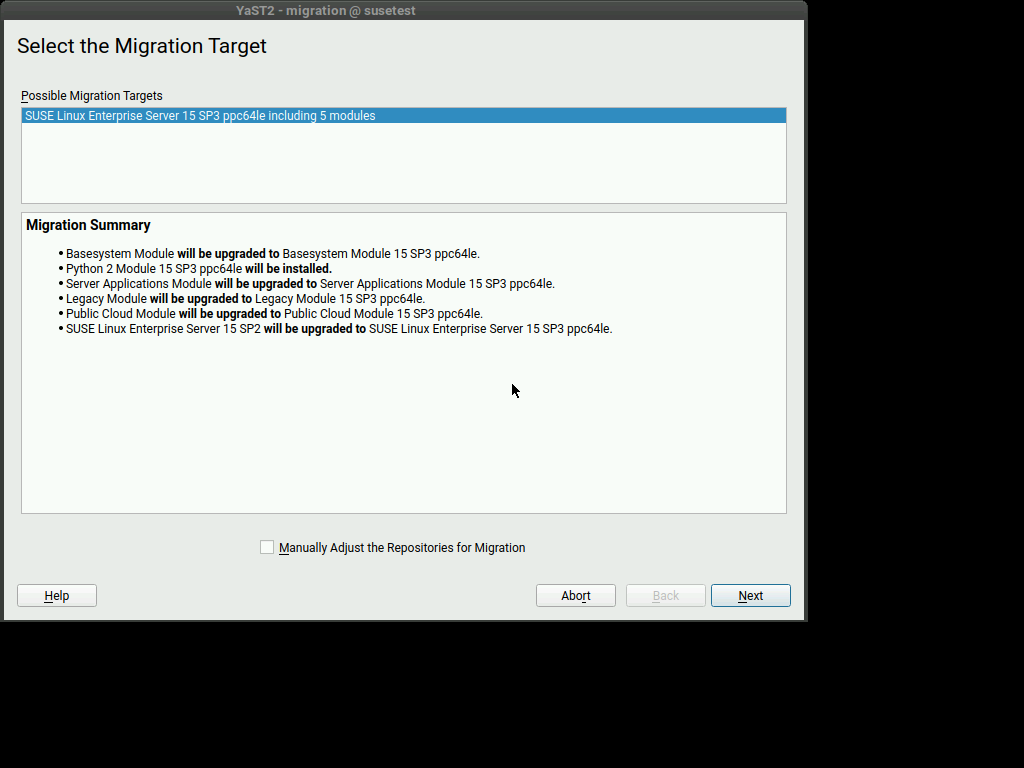 YaST2 - migration @ susetest
Select the Migration Target
Possible Migration Targets
SUSE Linux Enterprise Server 15 SP3 ppc64le including 5 modules
Migration Summary
• Basesystem Module will be upgraded to Basesystem Module 15 SP3 ppc64le.
• Python 2 Module 15 SP3 ppc64le will be installed.
• Server Applications Module will be upgraded to Server Applications Module 15 SP3 ppc64le.
• Legacy Module will be upgraded to Legacy Module 15 SP3 ppc64le.
• Public Cloud Module will be upgraded to Public Cloud Module 15 SP3 ppc64le.
• SUSE Linux Enterprise Server 15 SP2 will be upgraded to SUSE Linux Enterprise Server 15 SP3 ppc64le.
Manually Adjust the Repositories for Migration
Help Abort Back Next